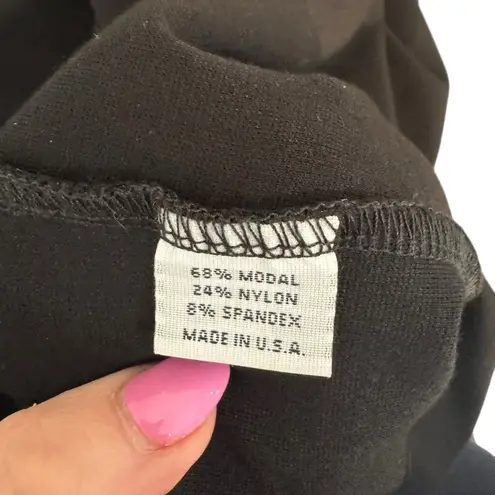 68% MODAL
24% NYLON
8% SPANDEX
MADE IN U.S.A.